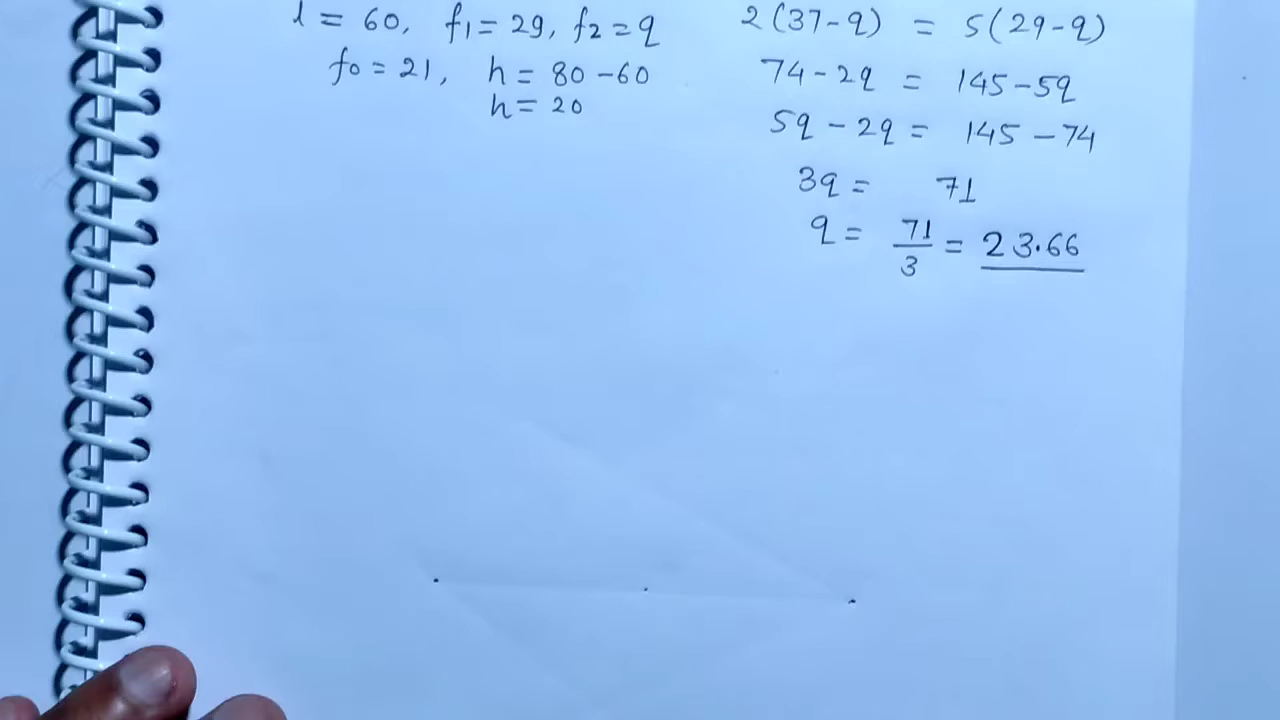 l = 60, f1 = 29, f2 = q
f0 = 21, h = 80 - 60
h = 20
2(37-q) = 5(29-q)
74-2q = 145-5q
5q - 2q = 145 - 74
3q = 71
q = 71/3 = 23.66